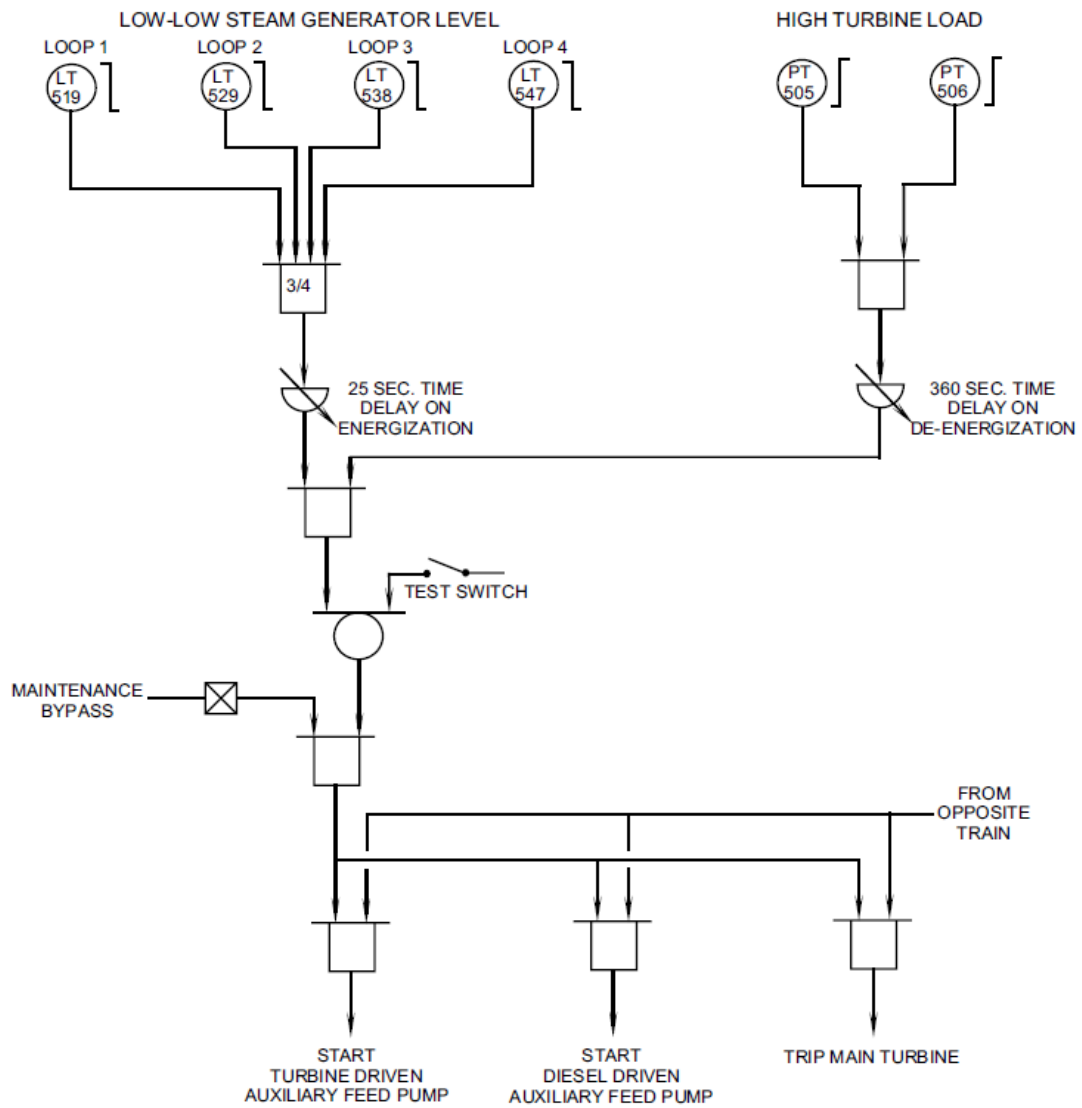 LOW-LOW STEAM GENERATOR LEVEL
HIGH TURBINE LOAD
LOOP 1
LOOP 2
LOOP 3
LOOP 4
LT
519
LT
529
LT
538
LT
547
PT
505
PT
506
3/4
25 SEC. TIME
DELAY ON
ENERGIZATION
360 SEC. TIME
DELAY ON
DE-ENERGIZATION
TEST SWITCH
MAINTENANCE
BYPASS
FROM
OPPOSITE
TRAIN
START
TURBINE DRIVEN
AUXILIARY FEED PUMP
START
DIESEL DRIVEN
AUXILIARY FEED PUMP
TRIP MAIN TURBINE